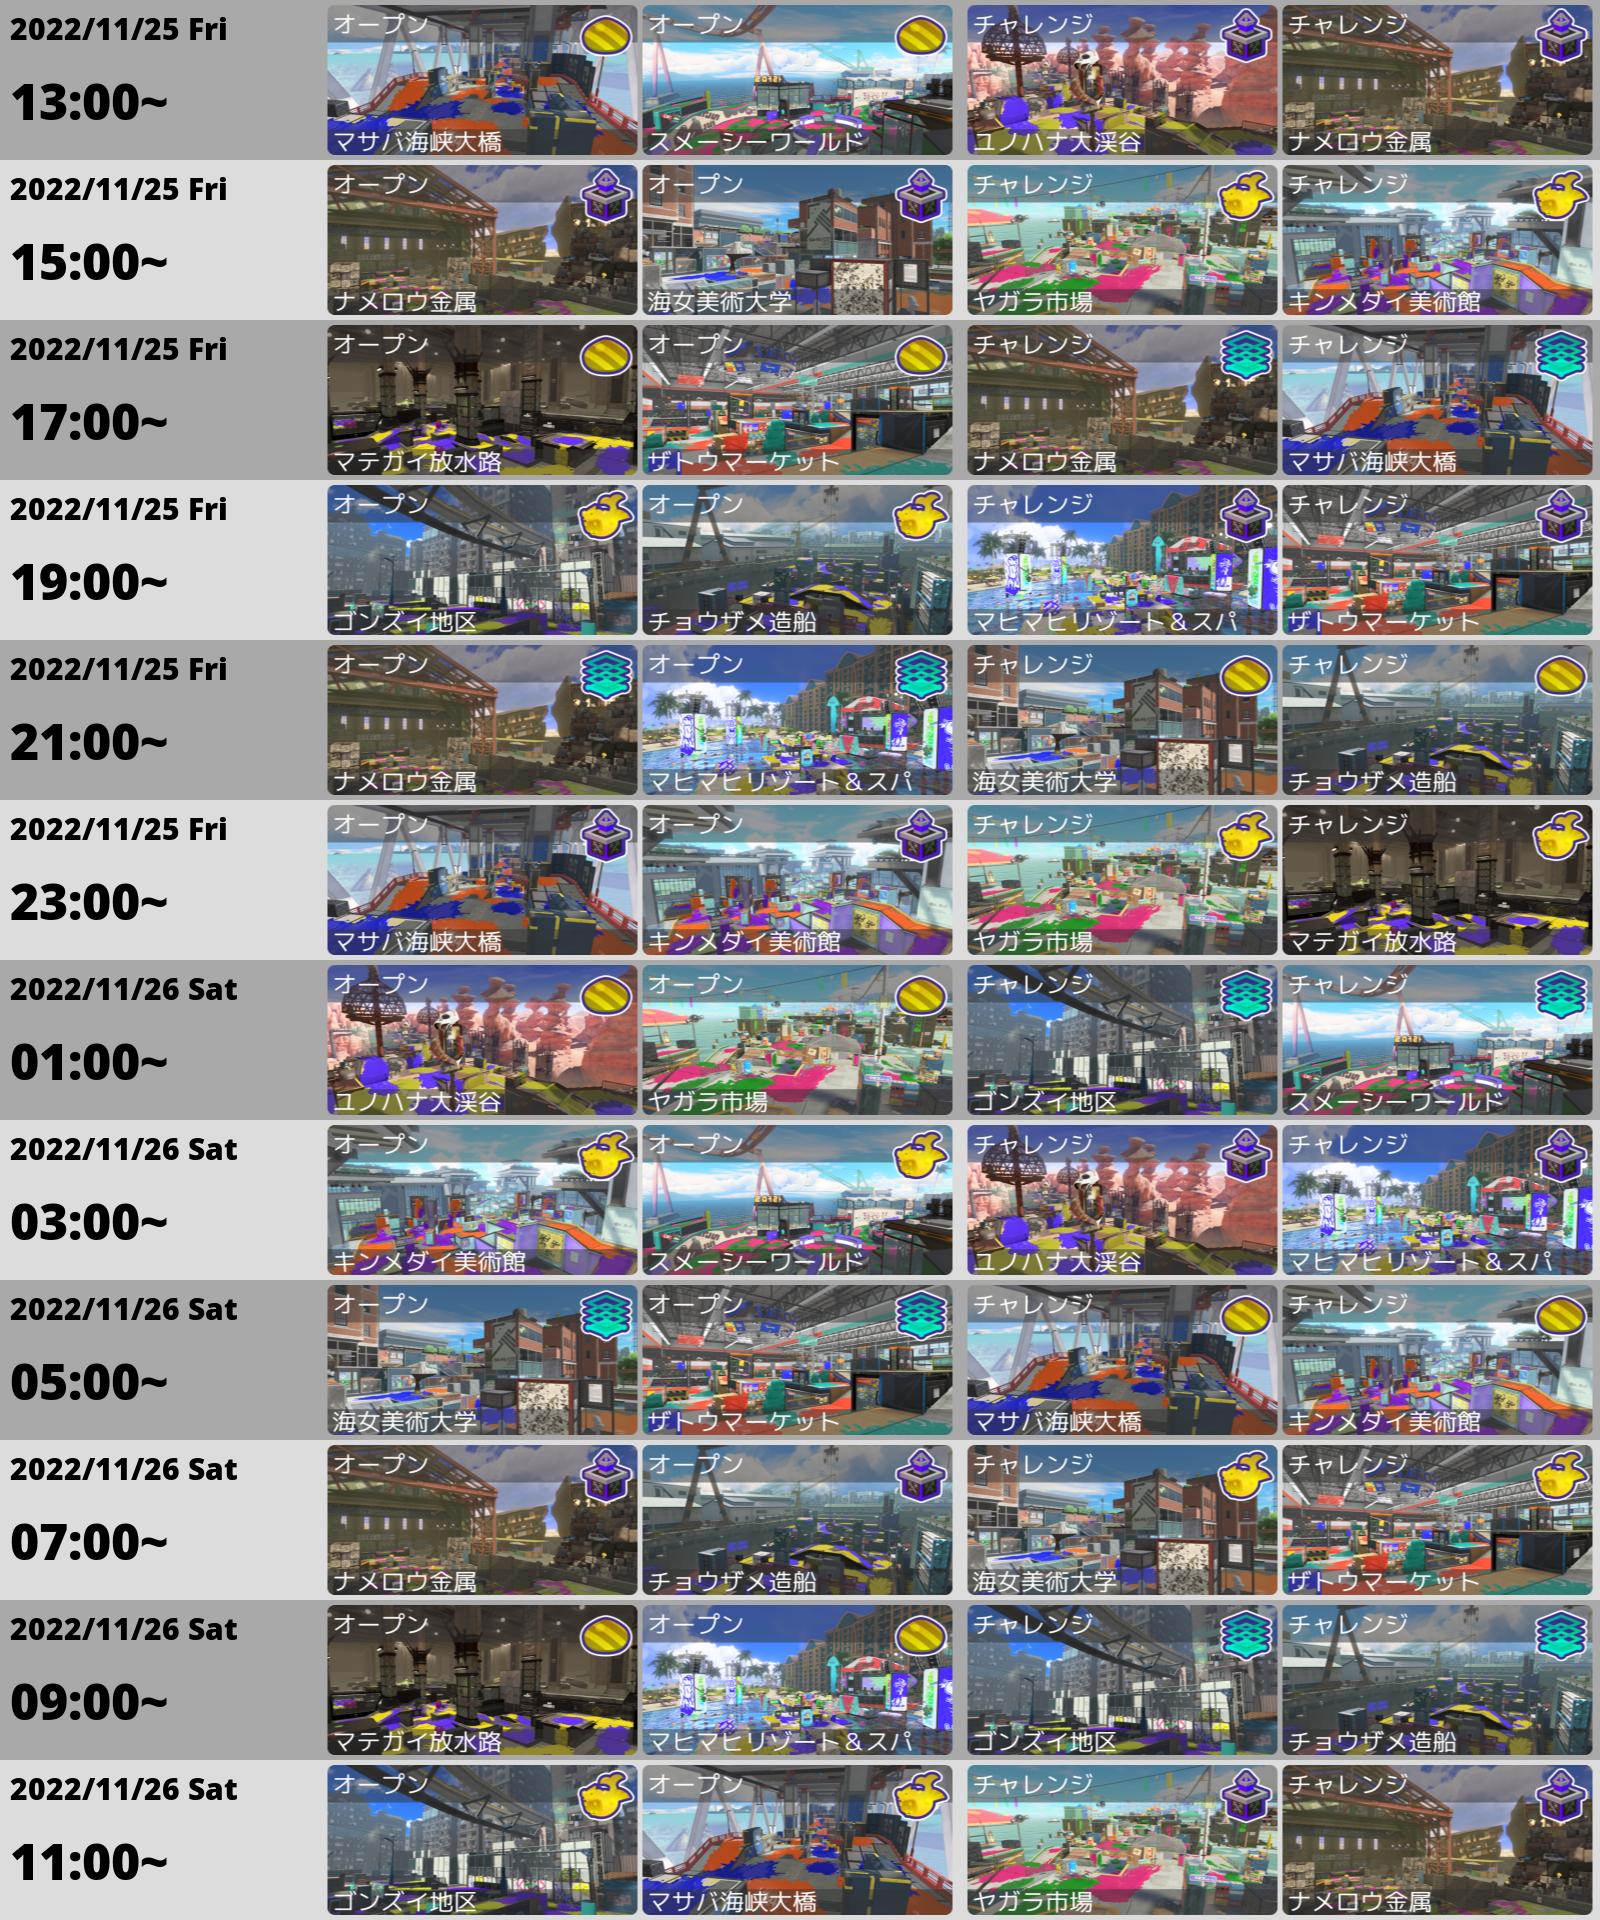 2022/11/25 Fri
13:00~
オープン
マサバ海峡大橋
オープン
スメーシーワールド
チャレンジ
ユノハナ大渓谷
チャレンジ
ナメロウ金属
2022/11/25 Fri
15:00~
オープン
ナメロウ金属
オープン
海女美術大学
チャレンジ
ヤガラ市場
チャレンジ
キンメダイ美術館
2022/11/25 Fri
17:00~
オープン
マテガイ放水路
オープン
ザトウマーケット
チャレンジ
ナメロウ金属
チャレンジ
マサバ海峡大橋
2022/11/25 Fri
19:00~
オープン
ゴンズイ地区
オープン
チョウザメ造船
チャレンジ
マヒマヒリゾート＆スパ
チャレンジ
ザトウマーケット
2022/11/25 Fri
21:00~
オープン
ナメロウ金属
オープン
マヒマヒリゾート＆スパ
チャレンジ
海女美術大学
チャレンジ
チョウザメ造船
2022/11/25 Fri
23:00~
オープン
マサバ海峡大橋
オープン
キンメダイ美術館
チャレンジ
ヤガラ市場
チャレンジ
マテガイ放水路
2022/11/26 Sat
01:00~
オープン
ユノハナ大渓谷
オープン
ヤガラ市場
チャレンジ
ゴンズイ地区
チャレンジ
スメーシーワールド
2022/11/26 Sat
03:00~
オープン
キンメダイ美術館
オープン
スメーシーワールド
チャレンジ
ユノハナ大渓谷
チャレンジ
マヒマヒリゾート＆スパ
2022/11/26 Sat
05:00~
オープン
海女美術大学
オープン
ザトウマーケット
チャレンジ
マサバ海峡大橋
チャレンジ
キンメダイ美術館
2022/11/26 Sat
07:00~
オープン
ナメロウ金属
オープン
チョウザメ造船
チャレンジ
海女美術大学
チャレンジ
ザトウマーケット
2022/11/26 Sat
09:00~
オープン
マテガイ放水路
オープン
マヒマヒリゾート＆スパ
チャレンジ
ゴンズイ地区
チャレンジ
チョウザメ造船
2022/11/26 Sat
11:00~
オープン
ゴンズイ地区
オープン
マサバ海峡大橋
チャレンジ
ヤガラ市場
チャレンジ
ナメロウ金属